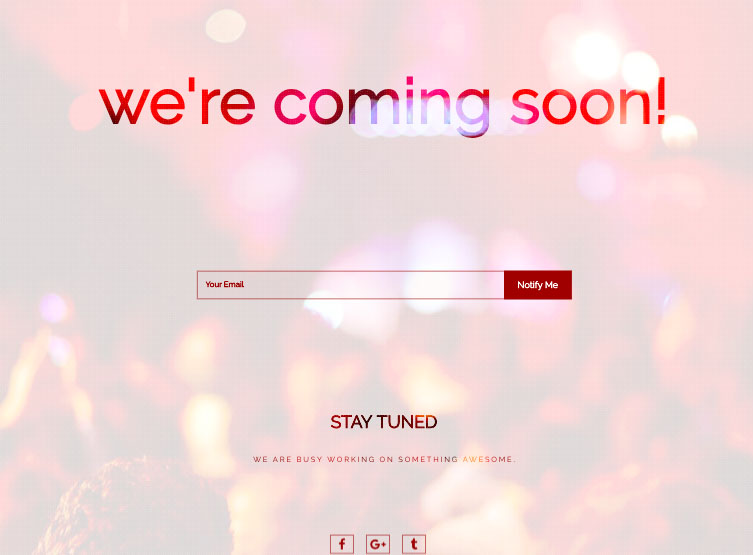 we're coming soon!
Your Email
Notify Me
STAY TUNED
WE ARE BUSY WORKING ON SOMETHING AWESOME.
f
G+
t